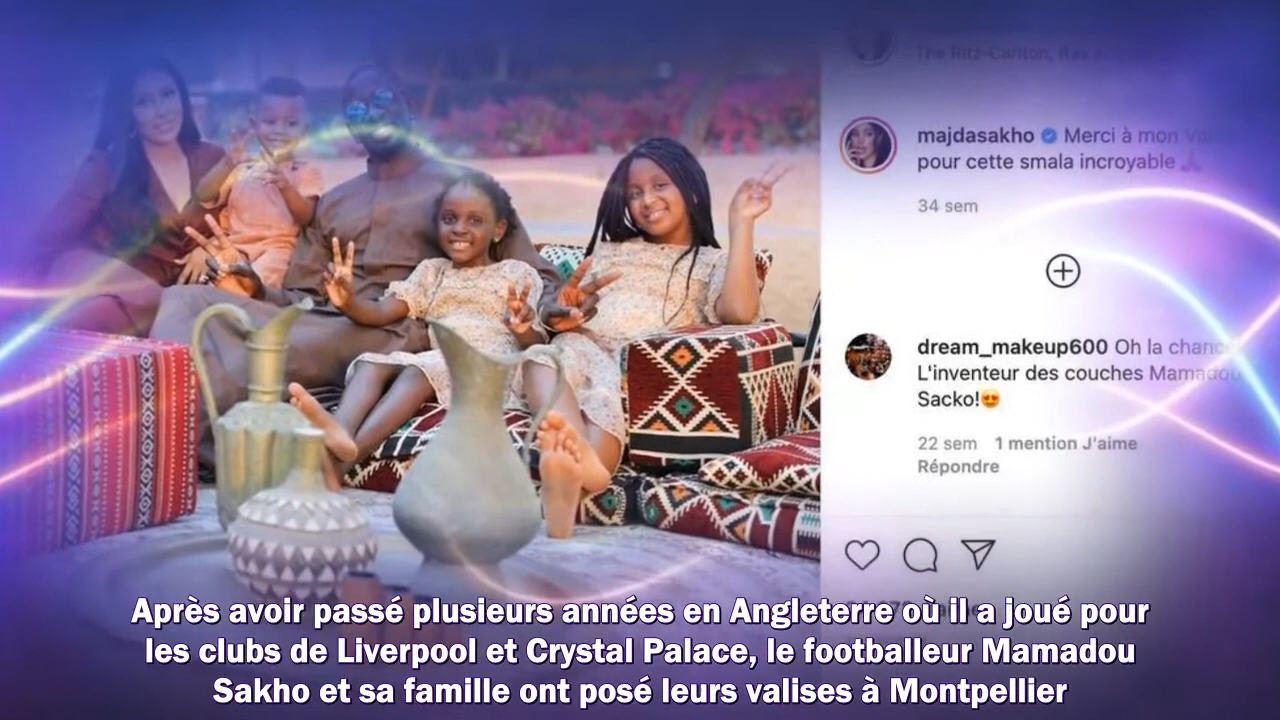 The Ritz-Carlton,
majdasakho Merci à mon
pour cette smala incroyable
34 sem
dream_makeup600 Oh la
L'inventeur des couches Mamadou
Sacko!😍
22 sem 1 mention J'aime
Répondre
Après avoir passé plusieurs années en Angleterre où il a joué pour
les clubs de Liverpool et Crystal Palace, le footballeur Mamadou
Sakho et sa famille ont posé leurs valises à Montpellier